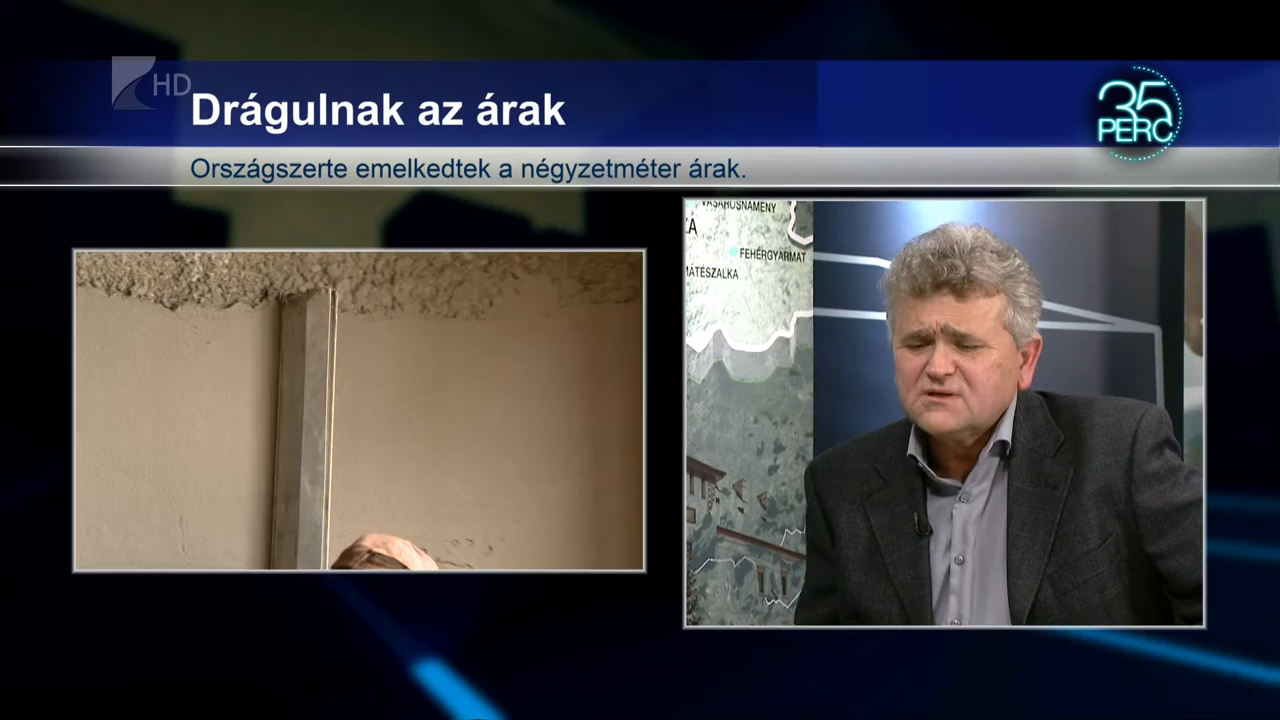 HD
Drágulnak az árak
35
PERC
Országszerte emelkedtek a négyzetméter árak.
VÁSÁROSNAMÉNY
FEHÉRGYARMAT
MÁTÉSZALKA